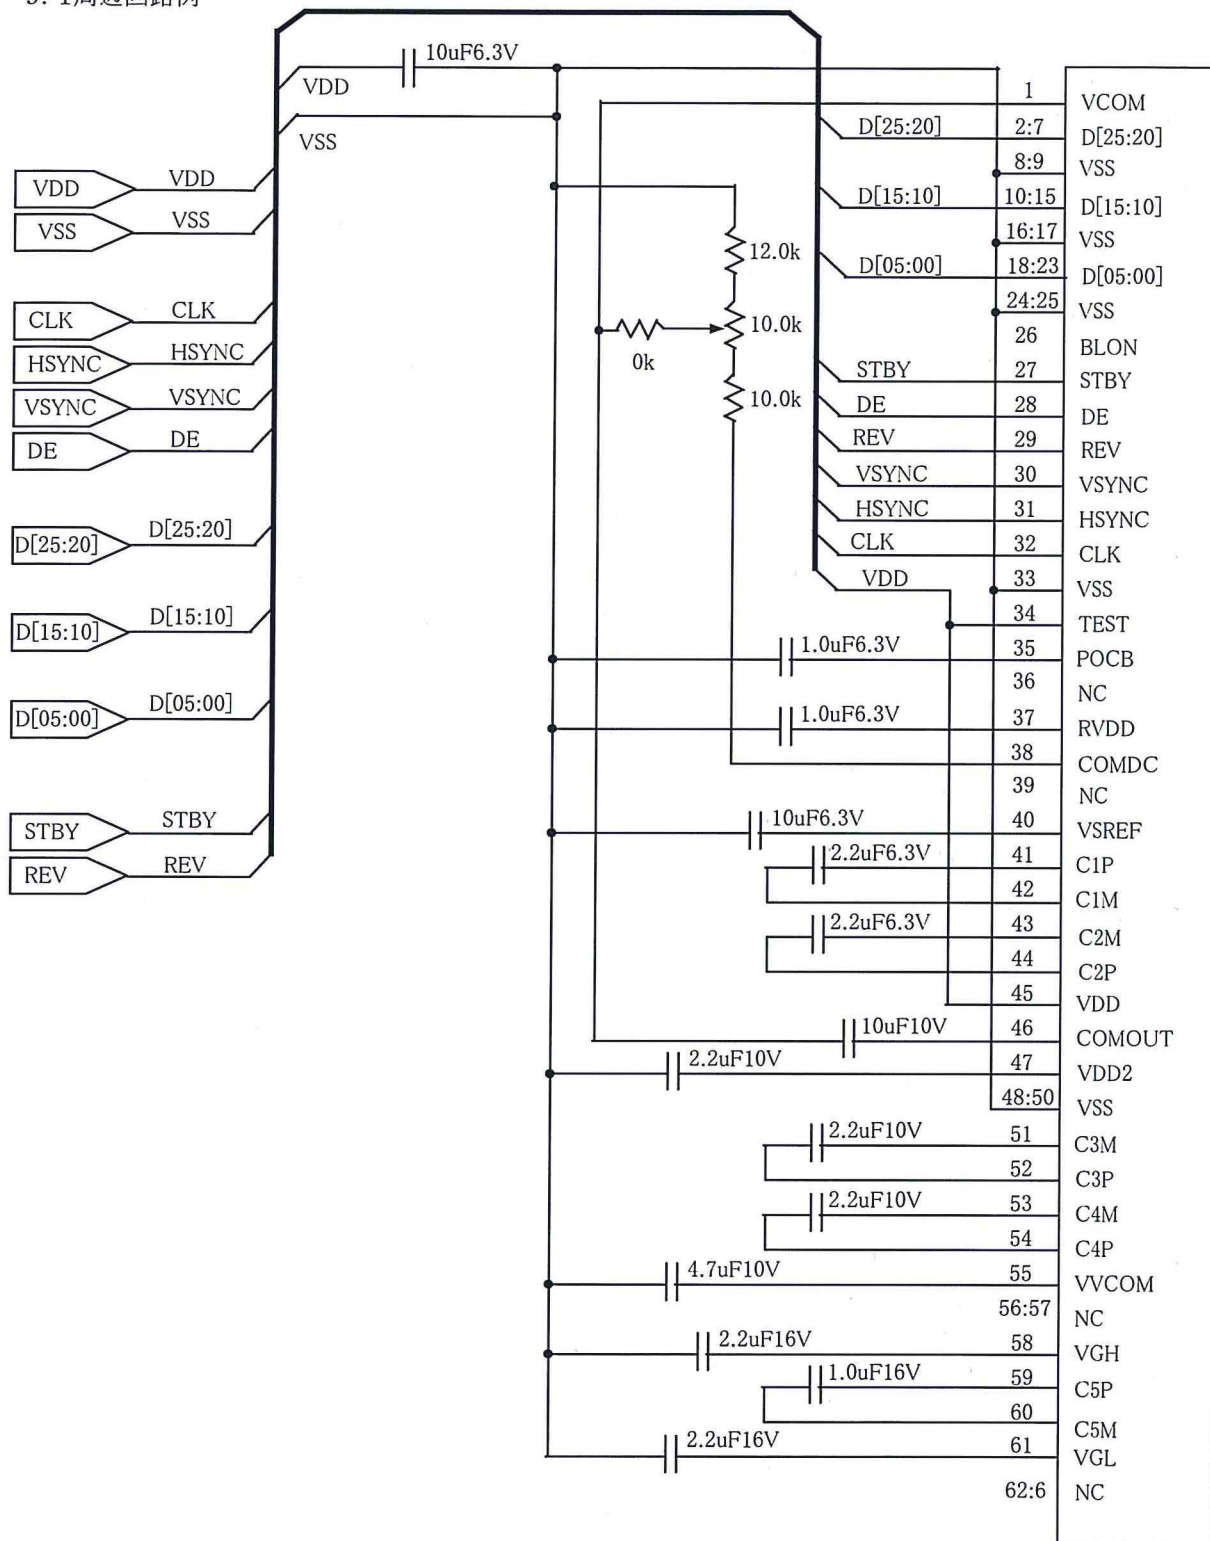 10uF6.3V
VDD
VSS
VDD VDD
VSS VSS
CLK CLK
HSYNC HSYNC
VSYNC VSYNC
DE DE
D[25:20] D[25:20]
D[15:10] D[15:10]
D[05:00] D[05:00]
STBY STBY
REV REV
12.0k
10.0k
0k
10.0k
1 VCOM
D[25:20] 2:7 D[25:20]
8:9 VSS
D[15:10] 10:15 D[15:10]
16:17 VSS
D[05:00] 18:23 D[05:00]
24:25 VSS
26 BLON
STBY 27 STBY
DE 28 DE
REV 29 REV
VSYNC 30 VSYNC
HSYNC 31 HSYNC
CLK 32 CLK
VDD 33 VSS
34 TEST
1.0uF6.3V 35 POCB
36 NC
1.0uF6.3V 37 RVDD
38 COMDC
39 NC
10uF6.3V 40 VSREF
2.2uF6.3V 41 C1P
42 C1M
2.2uF6.3V 43 C2M
44 C2P
45 VDD
10uF10V 46 COMOUT
2.2uF10V 47 VDD2
48:50 VSS
2.2uF10V 51 C3M
52 C3P
2.2uF10V 53 C4M
54 C4P
4.7uF10V 55 VVCOM
56:57 NC
2.2uF16V 58 VGH
1.0uF16V 59 C5P
60 C5M
2.2uF16V 61 VGL
62:6 NC